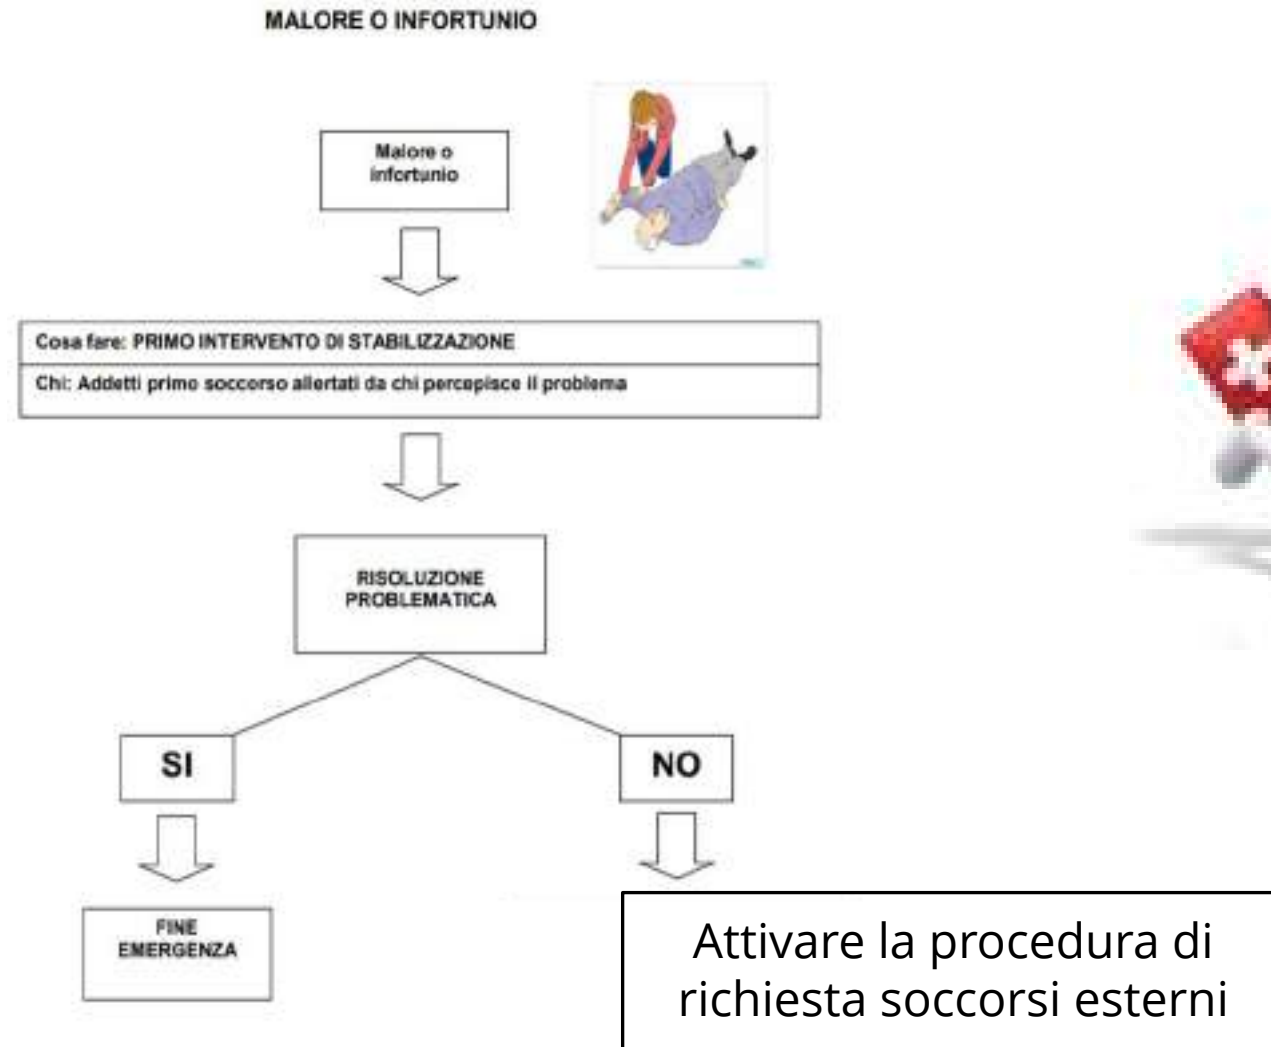 MALORE O INFORTUNIO
Malore o
infortunio
Cosa fare: PRIMO INTERVENTO DI STABILIZZAZIONE
Chi: Addetti primo soccorso allertati da chi percepisce il problema
RISOLUZIONE
PROBLEMATICA
SI
NO
FINE
EMERGENZA
Attivare la procedura di
richiesta soccorsi esterni